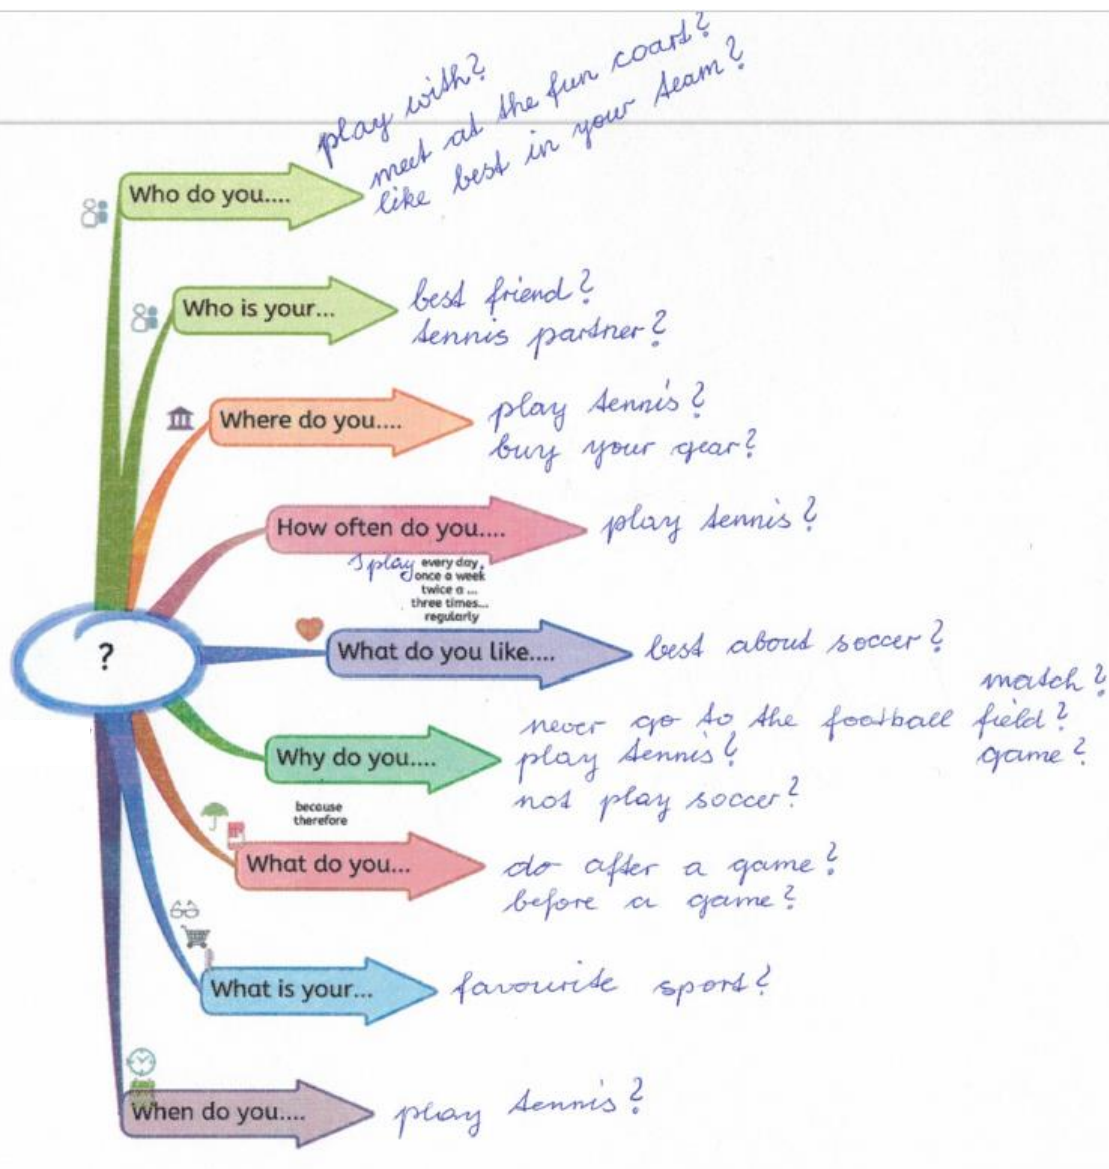 play with?
meet at the fun coart?
like best in your team?
Who do you....
Who is your...
best friend?
tennis partner?
Where do you....
play tennis?
buy your gear?
How often do you....
play tennis?
I play every day,
once a week
twice a ...
three times...
regularly
?
What do you like....
best about soccer?
match?
never go to the football field?
game?
Why do you....
play tennis?
not play soccer?
because
therefore
What do you...
do after a game?
before a game?
What is your...
favourite sport?
When do you....
play tennis?